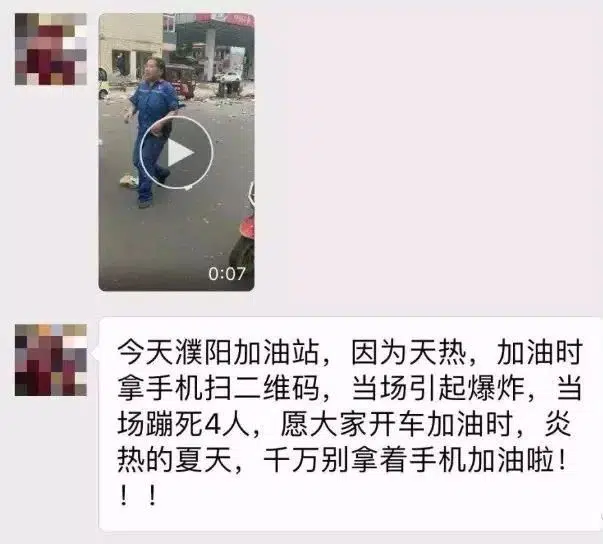 0:07
今天濮阳加油站，因为天热，加油时
拿手机扫二维码，当场引起爆炸，当
场蹦死4人，愿大家开车加油时，炎
热的夏天，千万别拿着手机加油啦！
！！